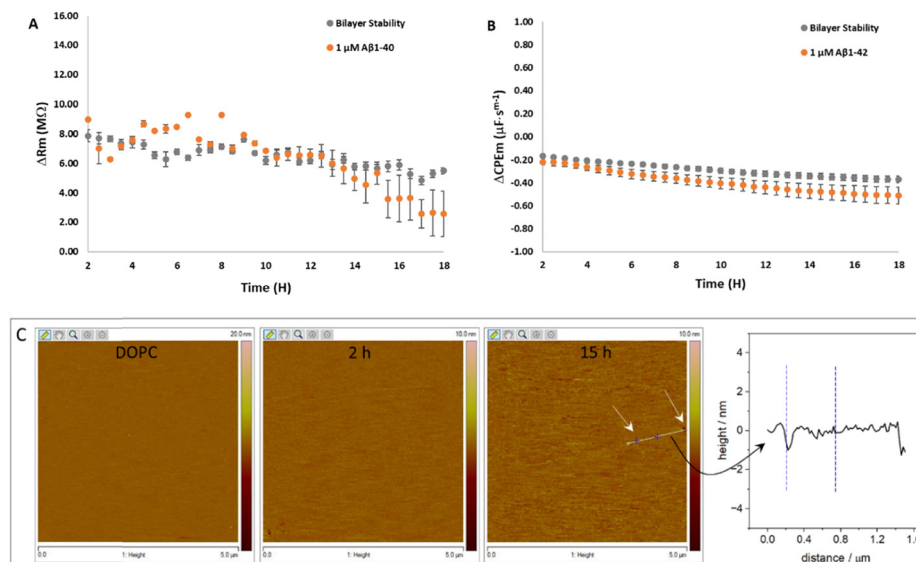 A
Bilayer Stability
1 µM Aβ1-40
ΔRm (MΩ)
16.00
14.00
12.00
10.00
8.00
6.00
4.00
2.00
0.00
2 4 6 8 10 12 14 16 18
Time (H)
B
Bilayer Stability
1 µM Aβ1-42
ΔCPEm (µF·s^m-1)
1.00
0.80
0.60
0.40
0.20
0.00
-0.20
-0.40
-0.60
-0.80
-1.00
2 4 6 8 10 12 14 16 18
Time (H)
C
20.0 nm
DOPC
0.0 1: Height 5.0 µm
10.0 nm
2 h
0.0 1: Height 5.0 µm
10.0
15 h
0.0 1: Height 5.0 µm
height / nm
4
2
0
−2
−4
0.0 0.5 1.0 1.5
distance / µm